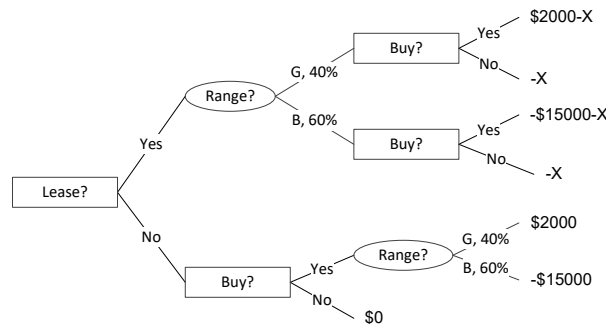 $2000-X
Yes
Buy?
No
G, 40%
-X
Range?
B, 60%
-$15000-X
Yes
Buy?
Yes
No
-X
Lease?
No
$2000
G, 40%
Yes
Range?
B, 60%
Buy?
-$15000
No
$0